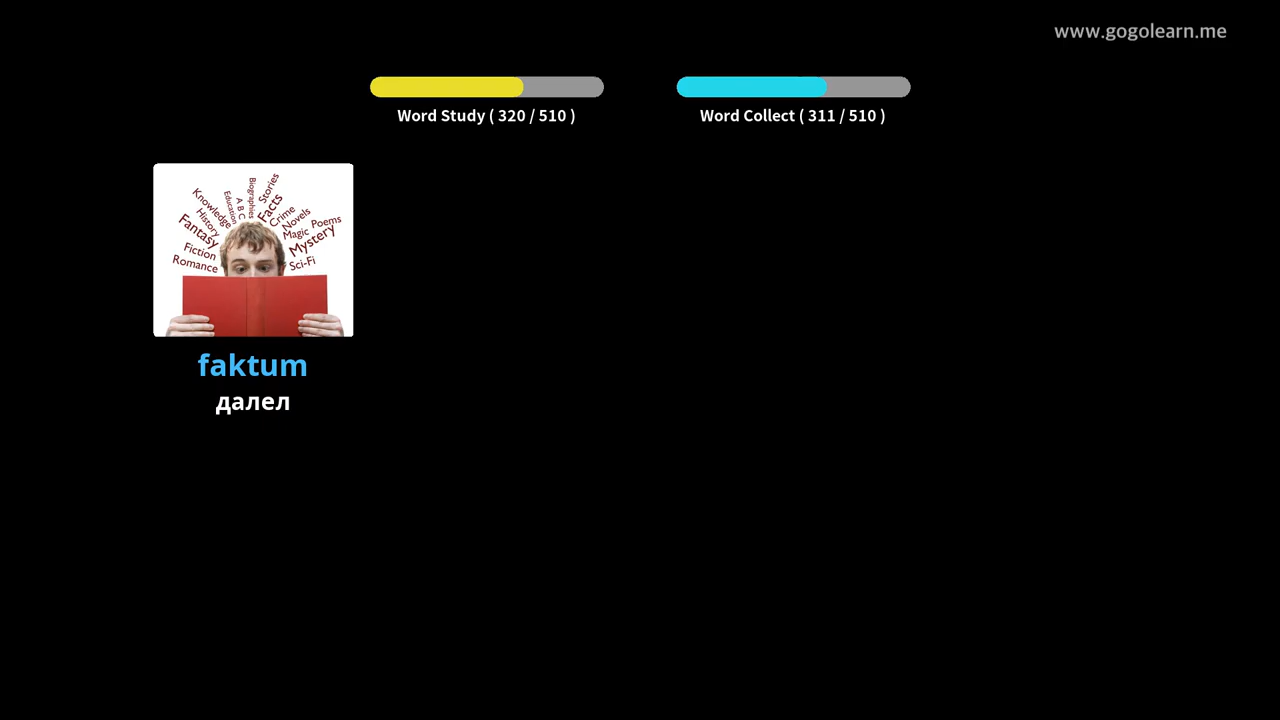 www.gogolearn.me
Word Study ( 320 / 510 )
Word Collect ( 311 / 510 )
Knowledge
History
Fantasy
Fiction
Romance
Education
A B C
Biographies
Stories
Facts
Crime
Novels
Magic
Poems
Mystery
Sci-Fi
faktum
далел